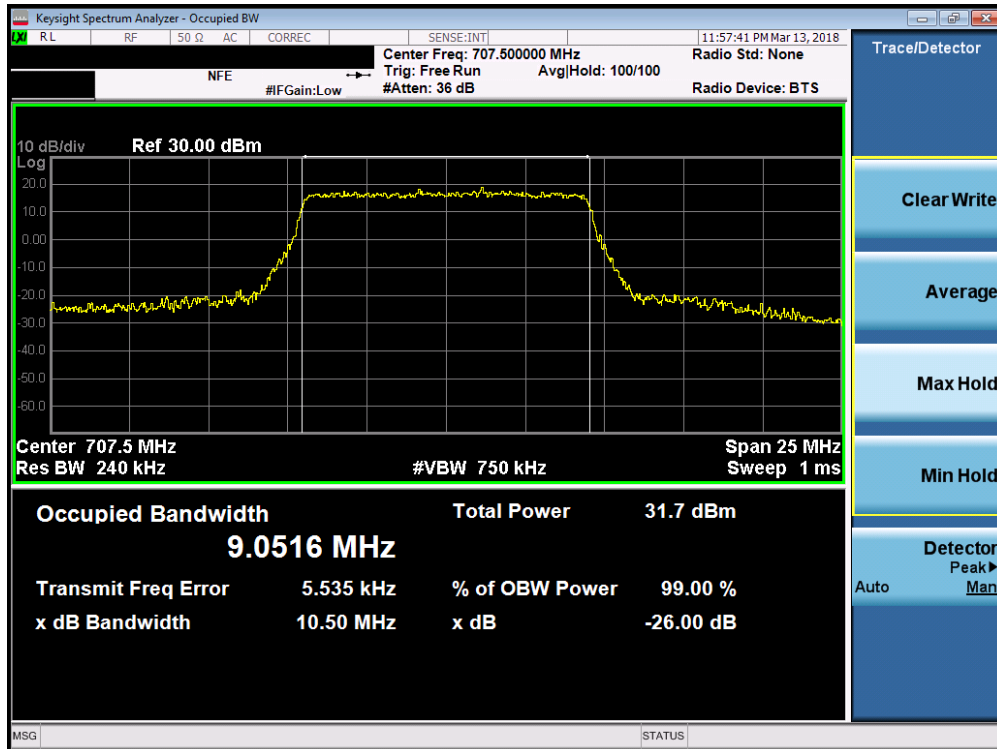 Keysight Spectrum Analyzer - Occupied BW
LXI RL RF 50 Ω AC CORREC SENSE:INT 11:57:41 PM Mar 13, 2018
Center Freq: 707.500000 MHz Radio Std: None
NFE Trig: Free Run Avg|Hold: 100/100
#IFGain:Low #Atten: 36 dB Radio Device: BTS
10 dB/div Ref 30.00 dBm
Log
20.0
10.0
0.00
-10.0
-20.0
-30.0
-40.0
-50.0
-60.0
Center 707.5 MHz Span 25 MHz
Res BW 240 kHz #VBW 750 kHz Sweep 1 ms
Occupied Bandwidth Total Power 31.7 dBm
9.0516 MHz
Transmit Freq Error 5.535 kHz % of OBW Power 99.00 %
x dB Bandwidth 10.50 MHz x dB -26.00 dB
MSG STATUS
Trace/Detector
Clear Write
Average
Max Hold
Min Hold
Detector
Peak▶
Auto Man